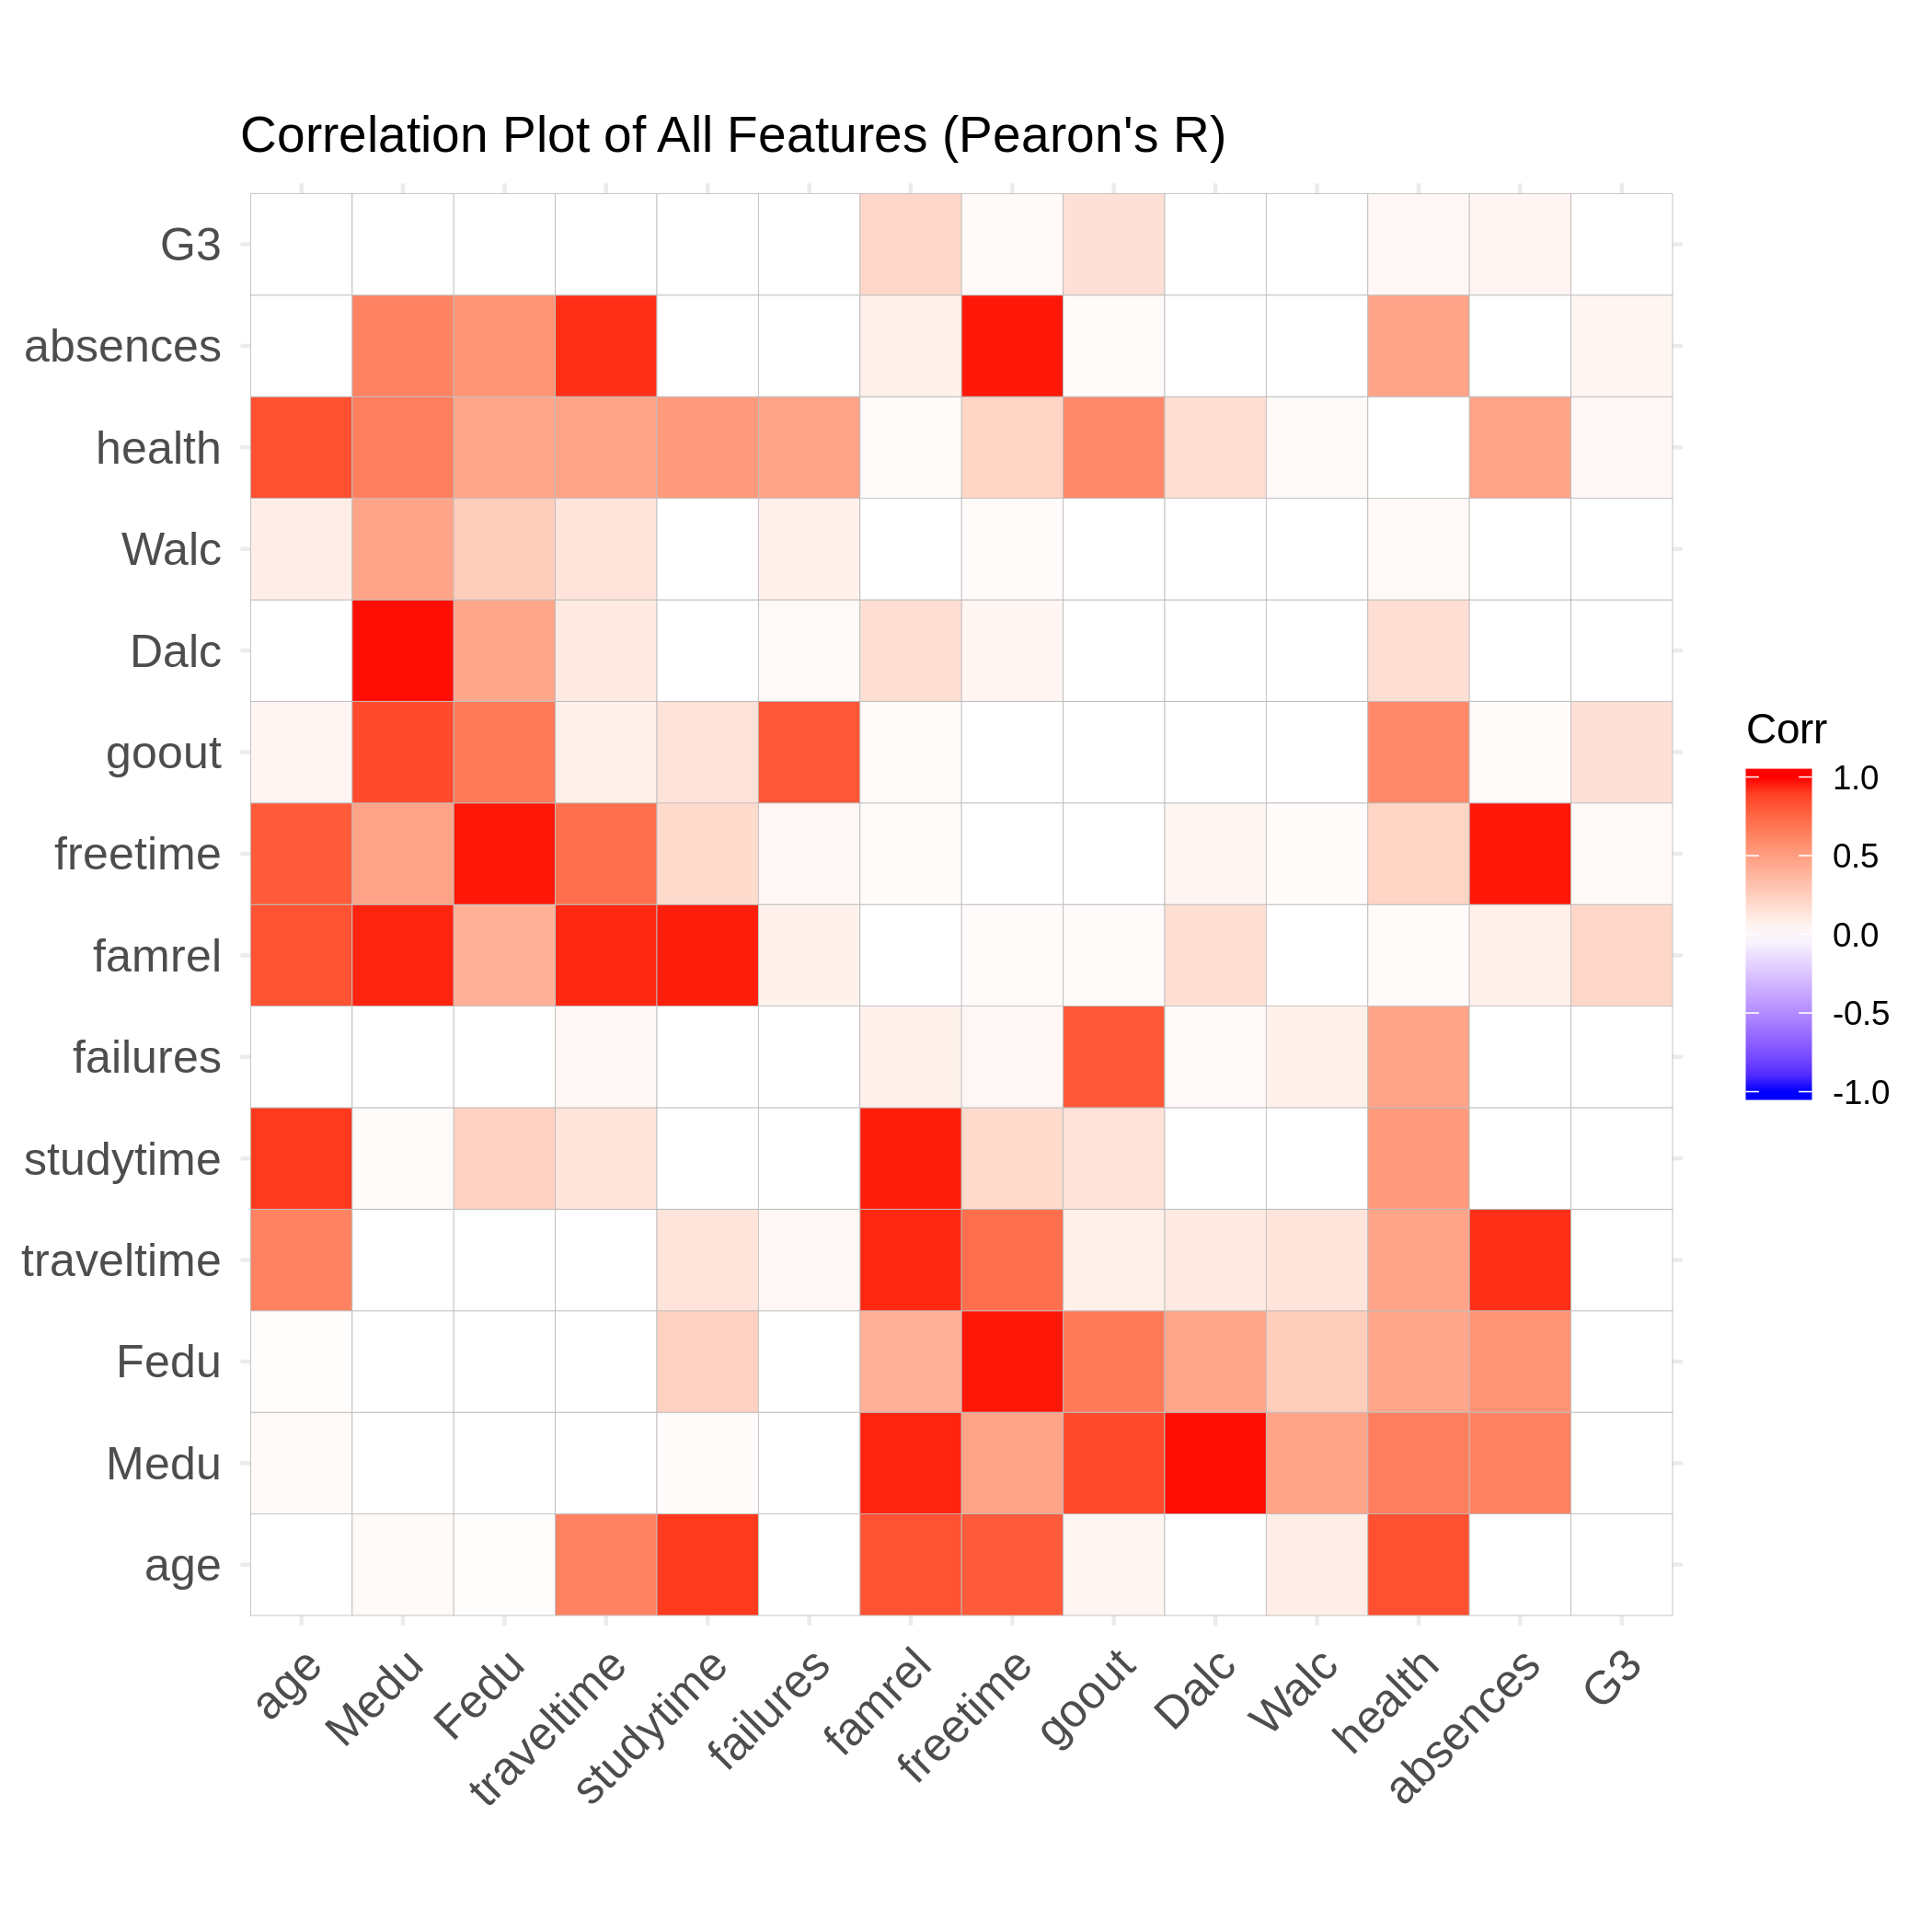 Correlation Plot of All Features (Pearon's R)
G3
absences
health
Walc
Dalc
goout
freetime
famrel
failures
studytime
traveltime
Fedu
Medu
age
age
Medu
Fedu
traveltime
studytime
failures
famrel
freetime
goout
Dalc
Walc
health
absences
G3
Corr
1.0
0.5
0.0
-0.5
-1.0